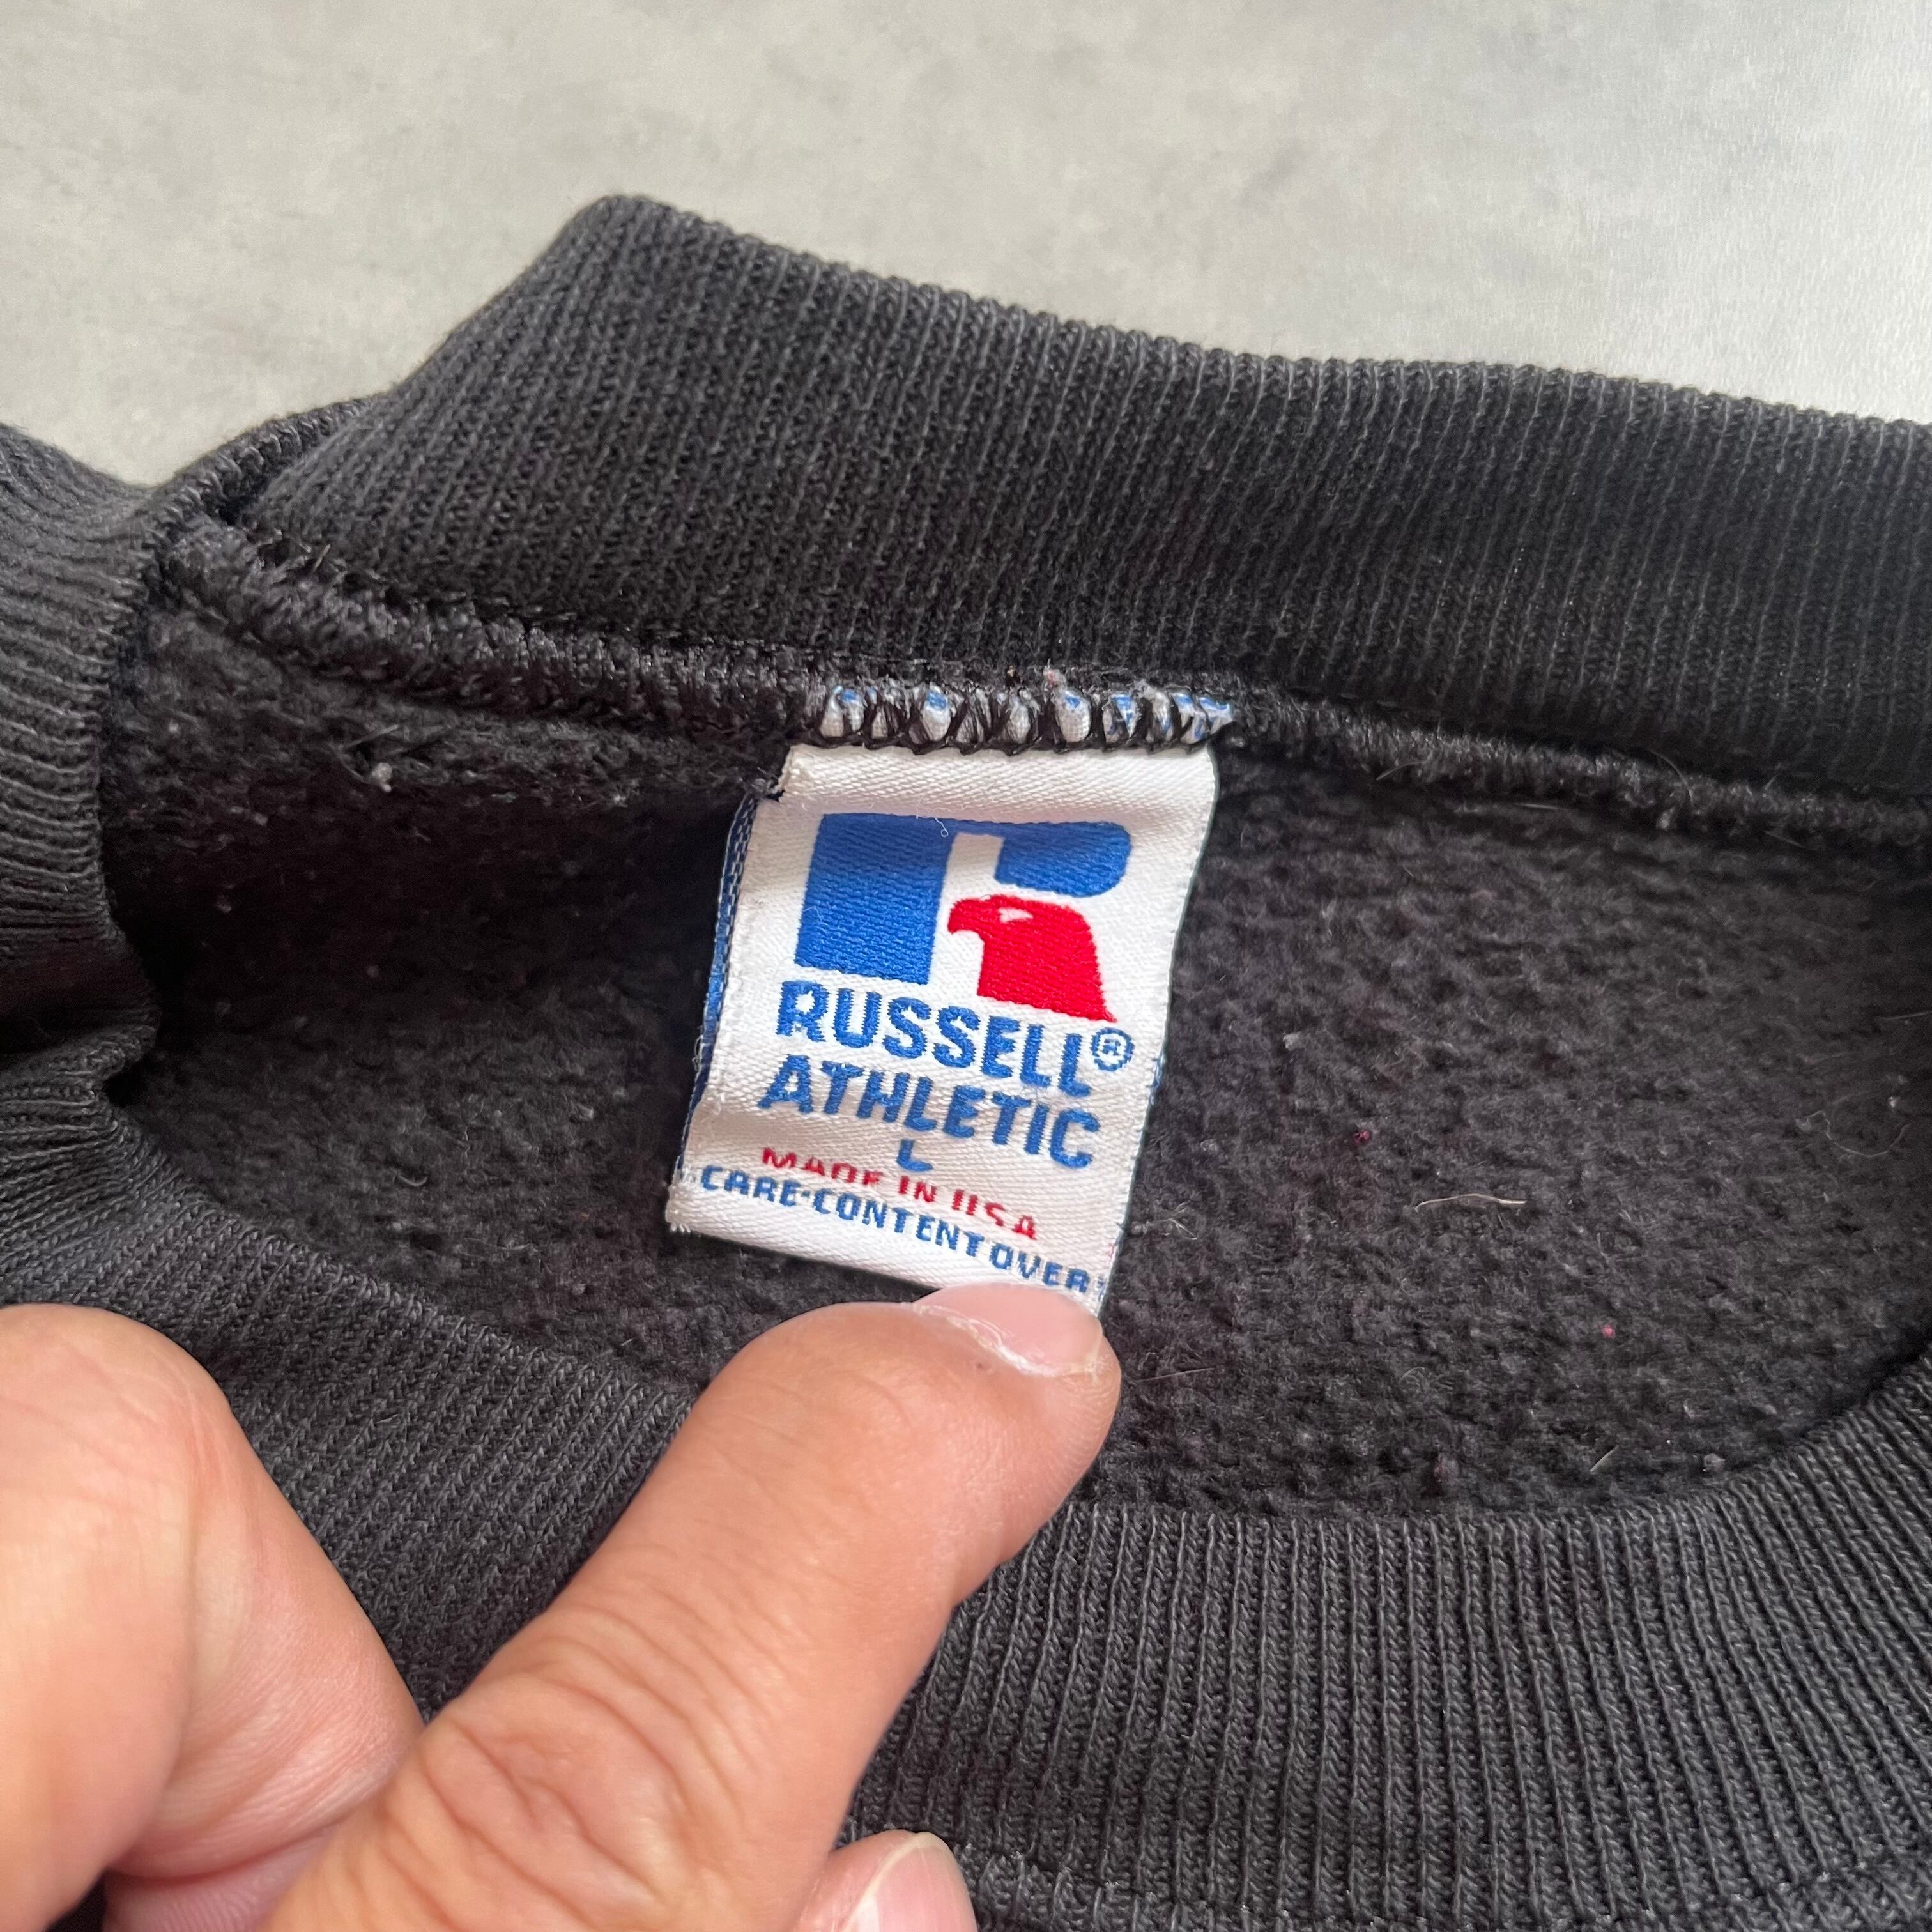 RUSSELL®
ATHLETIC
L
MADE IN USA
CARE·CONTENT OVER